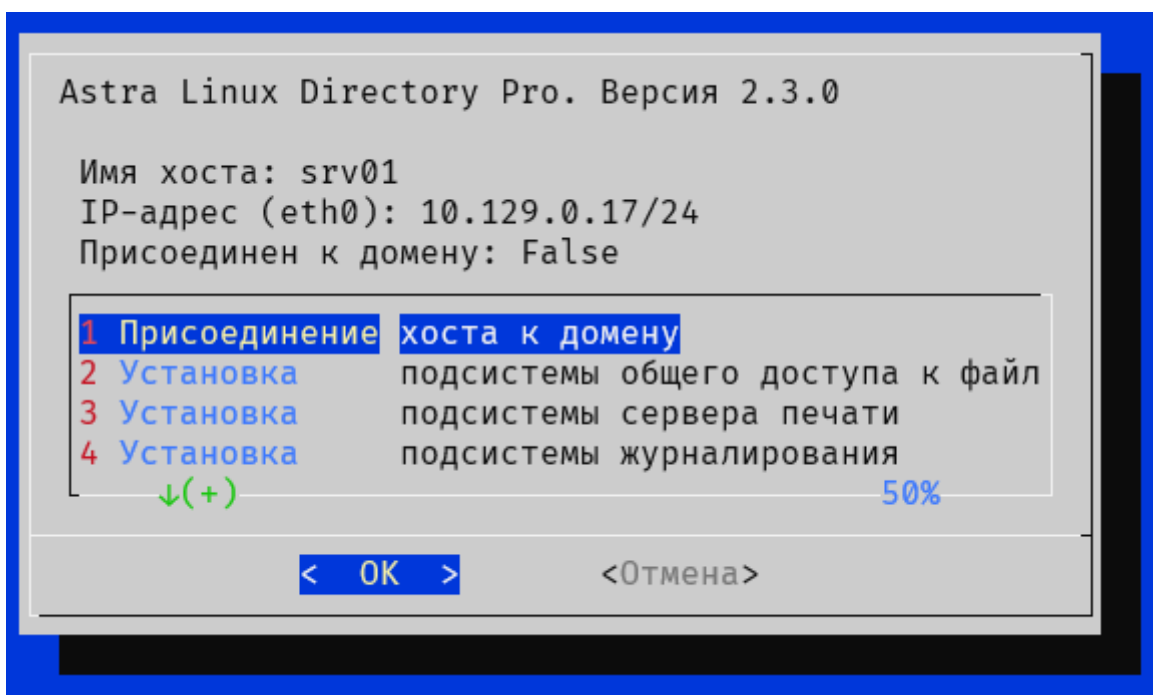 Astra Linux Directory Pro. Версия 2.3.0
Имя хоста: srv01
IP-адрес (eth0): 10.129.0.17/24
Присоединен к домену: False
1 Присоединение хоста к домену
2 Установка подсистемы общего доступа к файл
3 Установка подсистемы сервера печати
4 Установка подсистемы журналирования
↓(+) 50%
< OK > <Отмена>